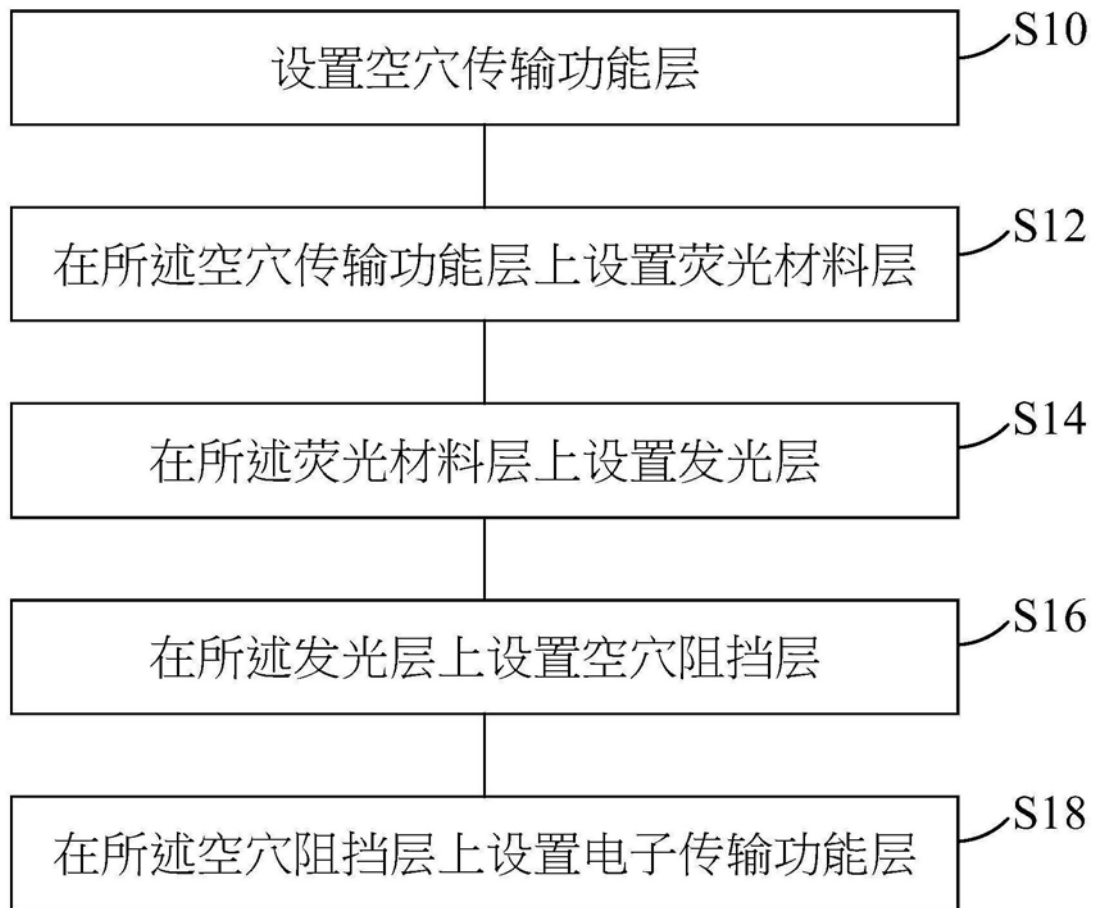 S10
设置空穴传输功能层
S12
在所述空穴传输功能层上设置荧光材料层
S14
在所述荧光材料层上设置发光层
S16
在所述发光层上设置空穴阻挡层
S18
在所述空穴阻挡层上设置电子传输功能层